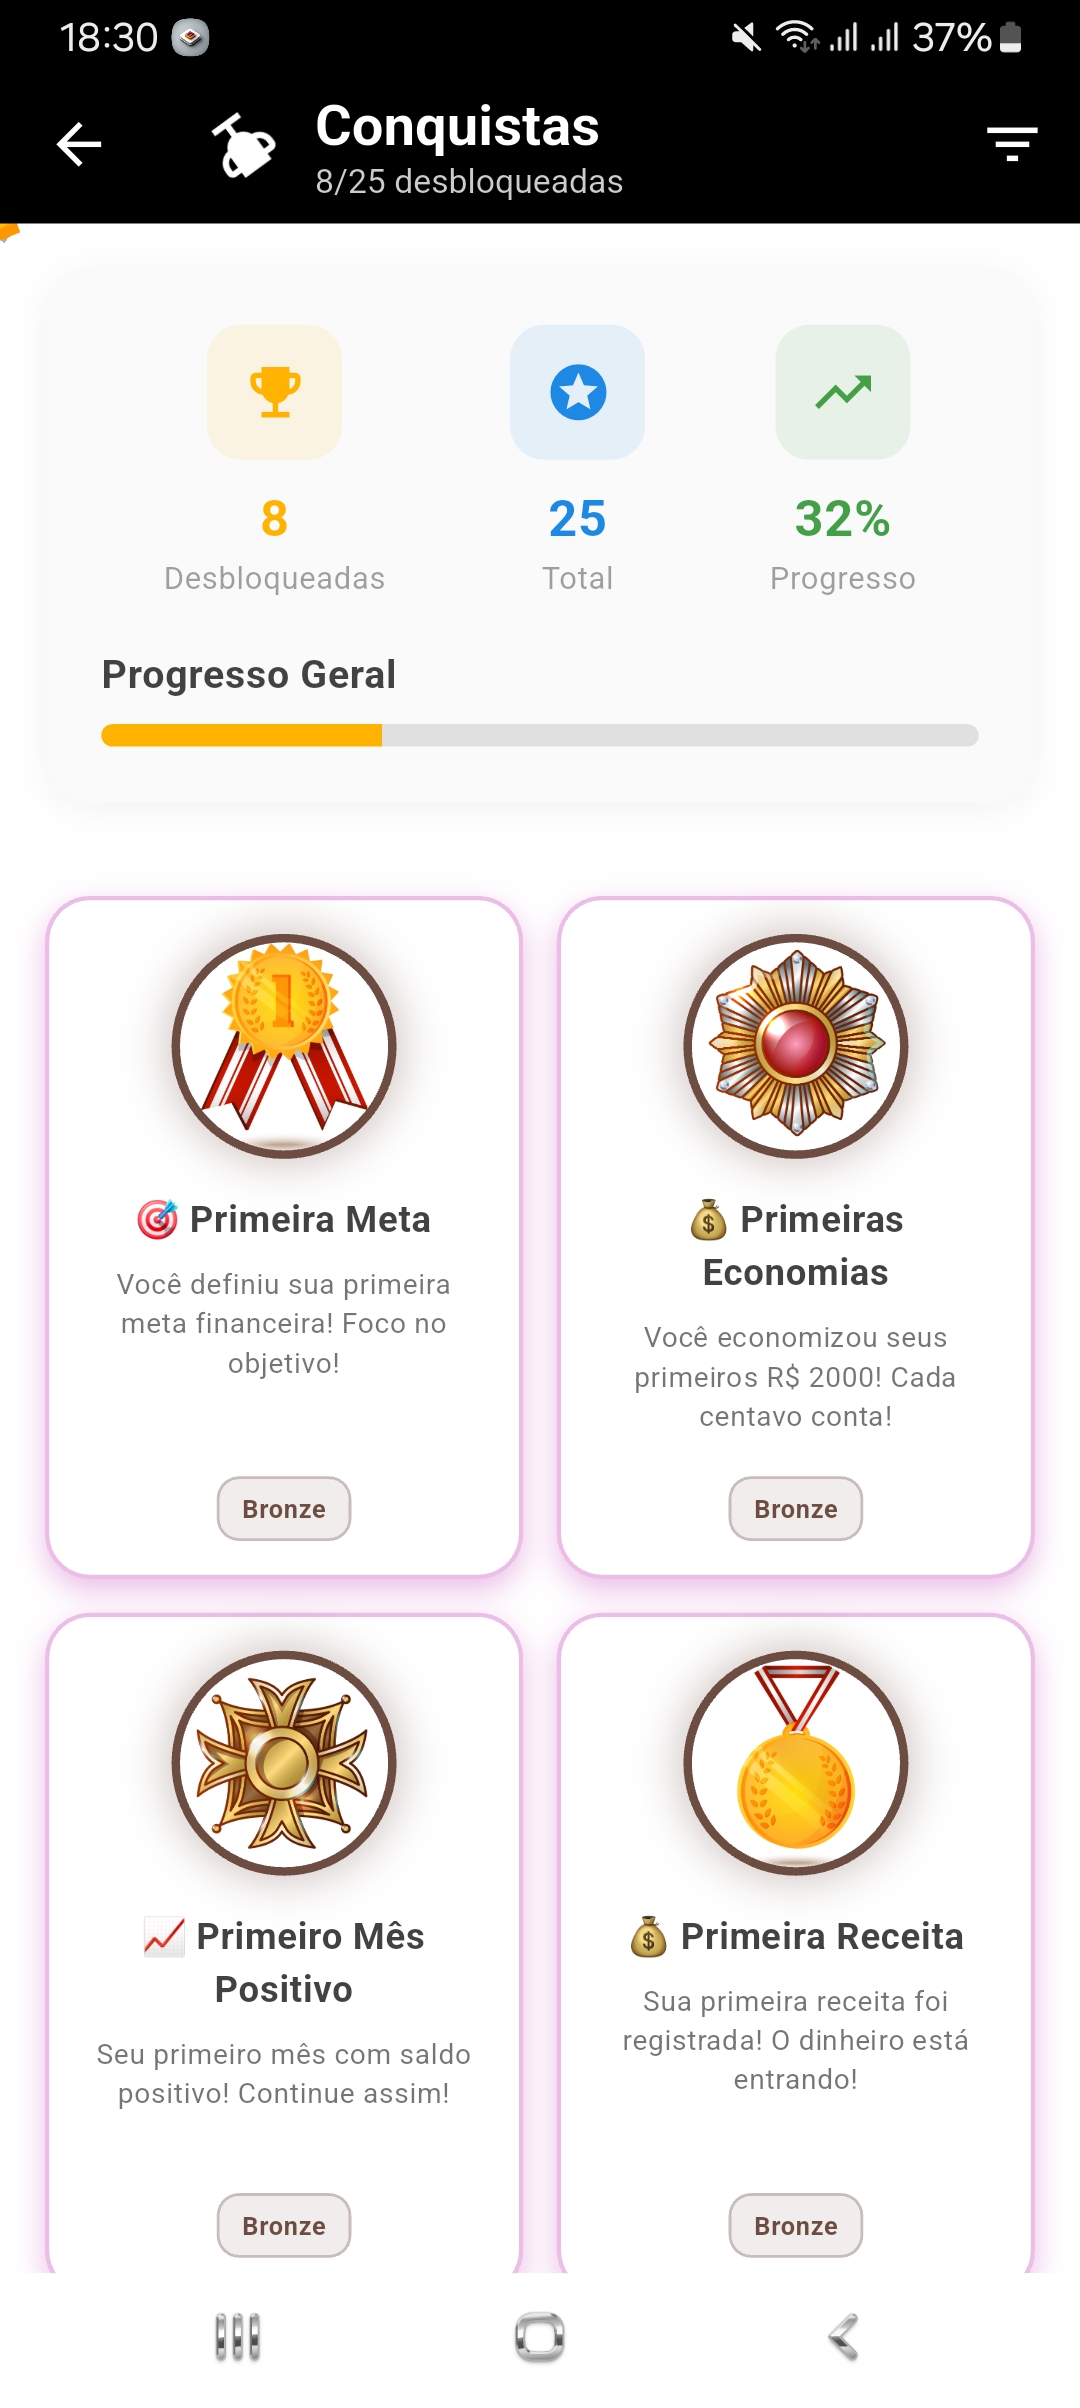 18:30
37%
Conquistas
8/25 desbloqueadas
8
25
32%
Desbloqueadas
Total
Progresso
Progresso Geral
1
🎯 Primeira Meta
Você definiu sua primeira
meta financeira! Foco no
objetivo!
Bronze
💰 Primeiras
Economias
Você economizou seus
primeiros R$ 2000! Cada
centavo conta!
Bronze
📈 Primeiro Mês
Positivo
Seu primeiro mês com saldo
positivo! Continue assim!
Bronze
💰 Primeira Receita
Sua primeira receita foi
registrada! O dinheiro está
entrando!
Bronze